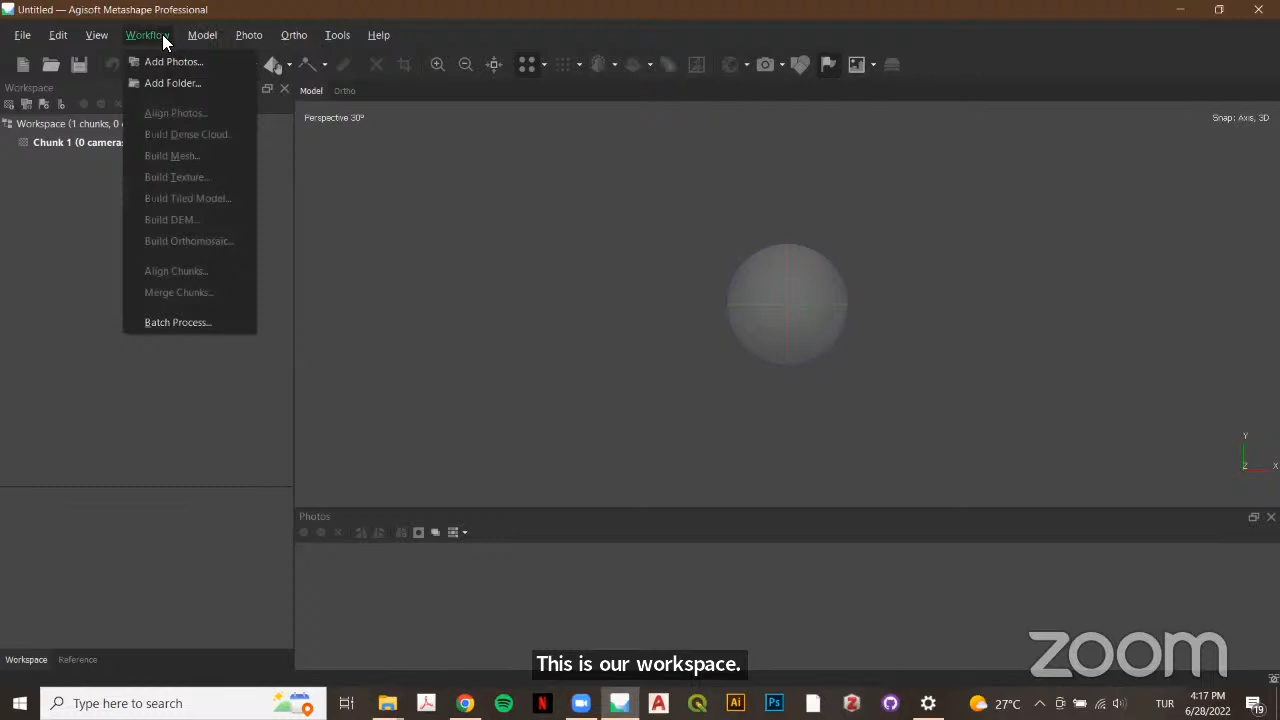 Untitled — Agisoft Metashape Professional
File Edit View Workflow Model Photo Ortho Tools Help
Add Photos...
Add Folder...
Align Photos...
Build Dense Cloud...
Build Mesh...
Build Texture...
Build Tiled Model...
Build DEM...
Build Orthomosaic...
Align Chunks...
Merge Chunks...
Batch Process...
Workspace
Workspace (1 chunks, 0
Chunk 1 (0 cameras
Model Ortho
Perspective 30°
Snap: Axis, 3D
Y
Z X
Photos
Workspace Reference
This is our workspace.
zoom
Type here to search
27°C
TUR
4:17 PM
6/28/2022
19